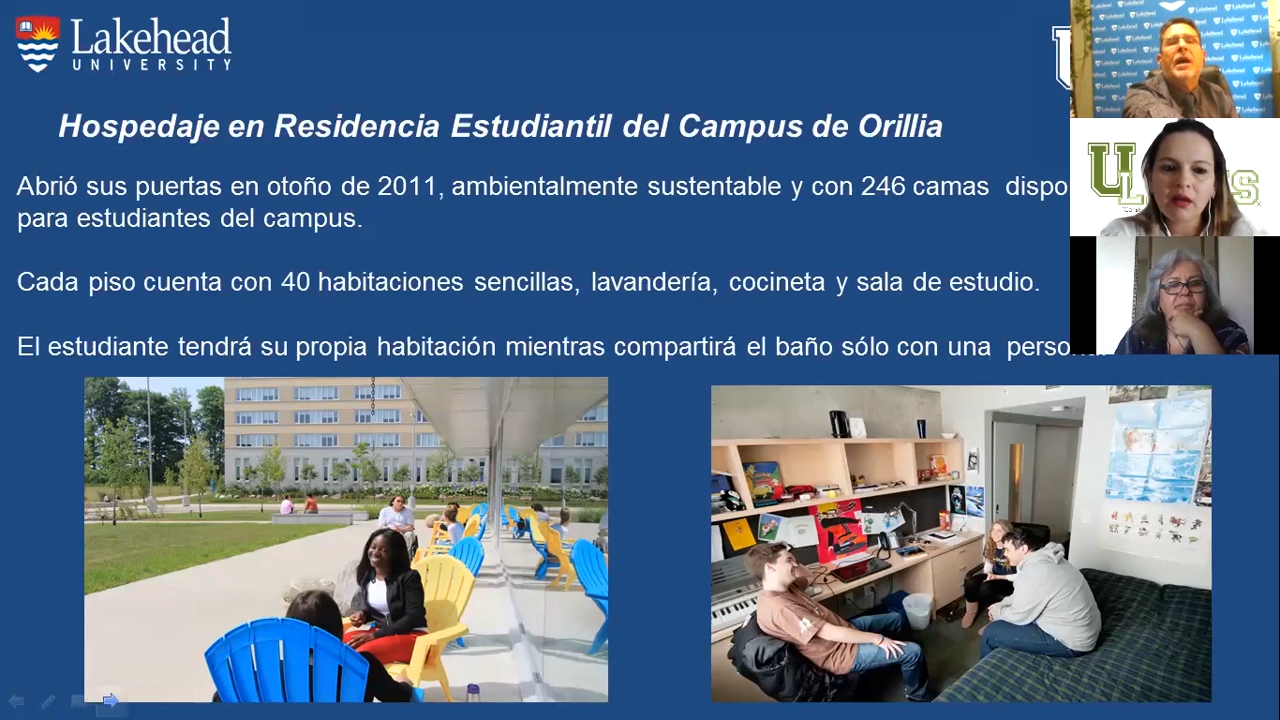 Lakehead
UNIVERSITY
Hospedaje en Residencia Estudiantil del Campus de Orillia
Abrió sus puertas en otoño de 2011, ambientalmente sustentable y con 246 camas
para estudiantes del campus.
Cada piso cuenta con 40 habitaciones sencillas, lavandería, cocineta y sala de estudio.
El estudiante tendrá su propia habitación mientras compartirá el baño sólo con una